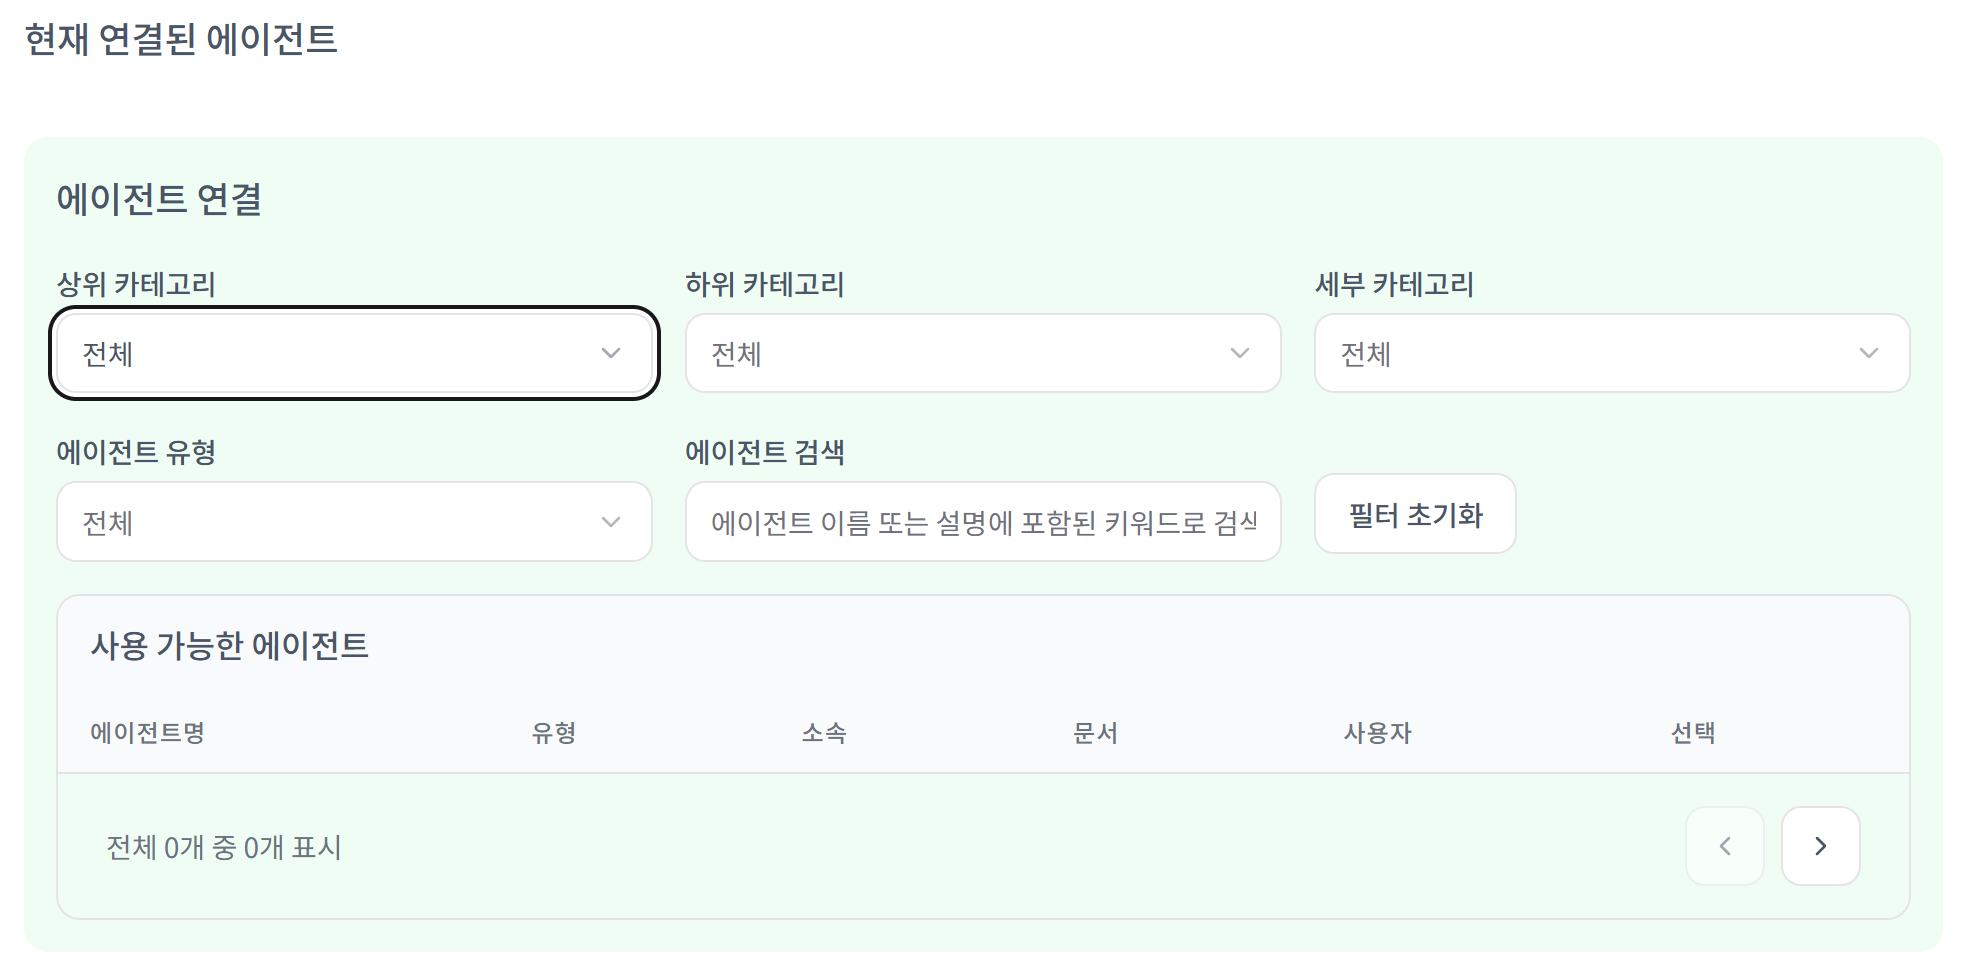 현재 연결된 에이전트
에이전트 연결
상위 카테고리
하위 카테고리
세부 카테고리
전체
전체
전체
에이전트 유형
에이전트 검색
전체
에이전트 이름 또는 설명에 포함된 키워드로 검색
필터 초기화
사용 가능한 에이전트
에이전트명 유형 소속 문서 사용자 선택
전체 0개 중 0개 표시